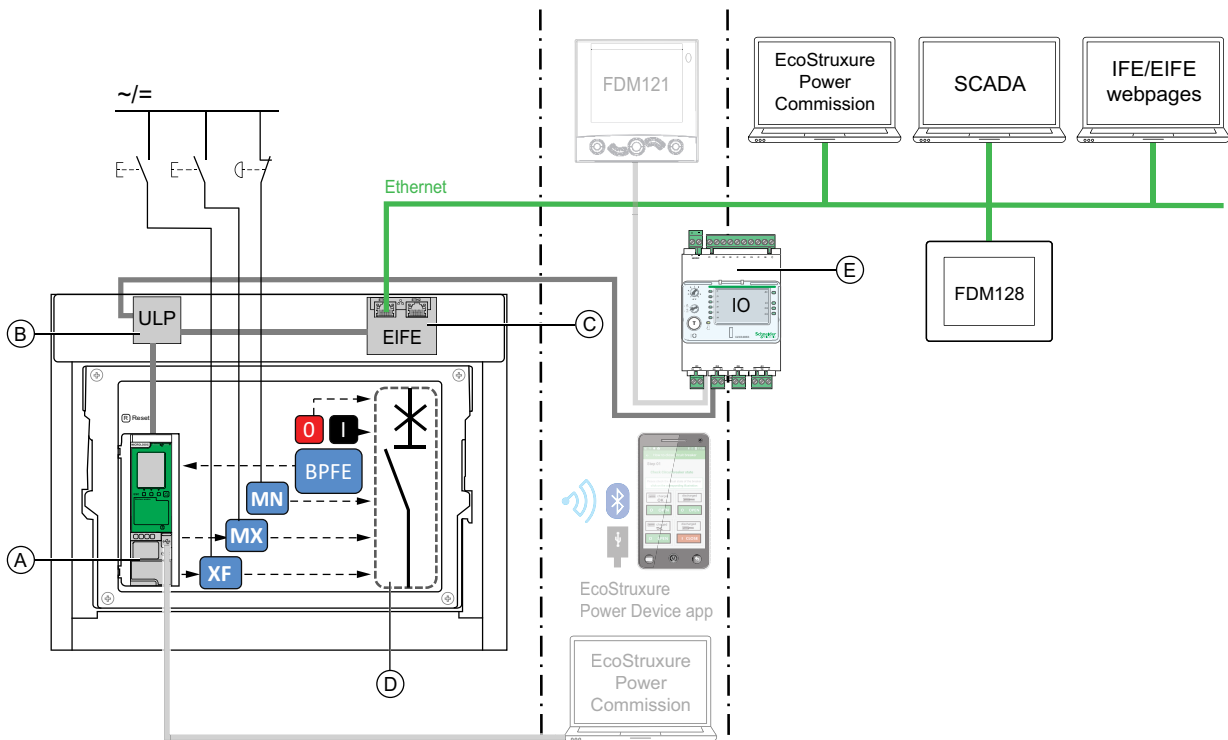 FDM121
EcoStruxure
Power
Commission
SCADA
IFE/EIFE
webpages
~/=
Ethernet
E
IO
Schneider
FDM128
B
ULP
EIFE
C
R Reset
O
I
BPFE
MN
MX
XF
A
D
EcoStruxure
Power Device app
EcoStruxure
Power
Commission